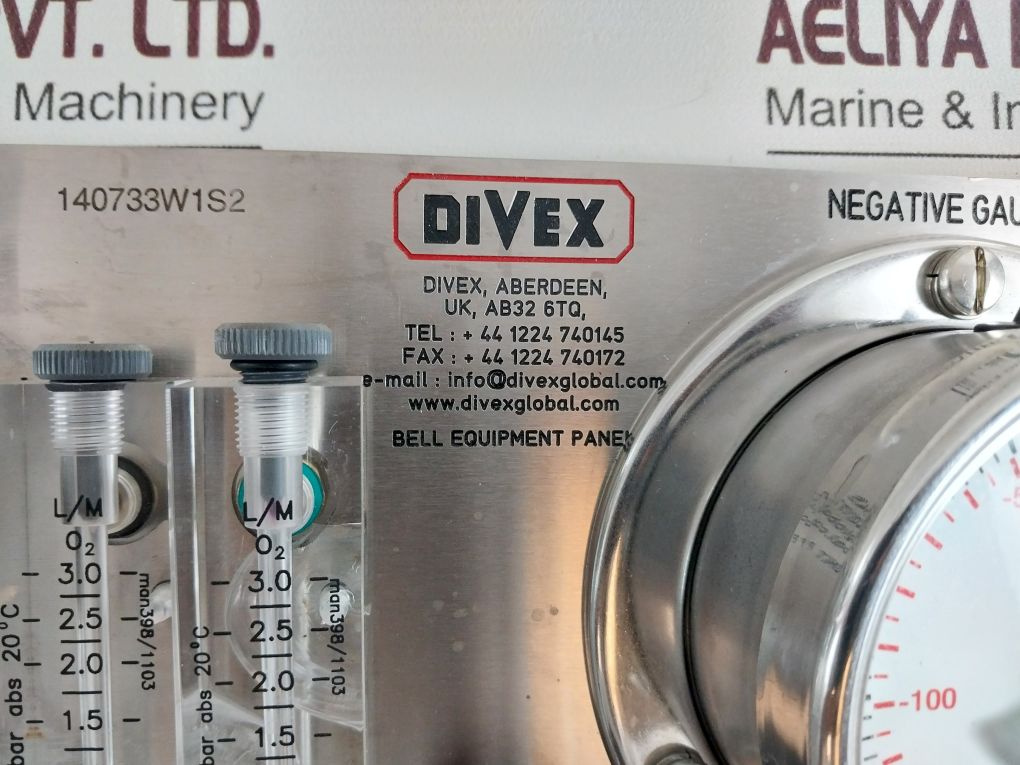 VT. LTD.
Machinery
AELIYA
Marine & In
140733W1S2
DIVEX
NEGATIVE GAU
DIVEX, ABERDEEN,
UK, AB32 6TQ,
TEL : + 44 1224 740145
FAX : + 44 1224 740172
e-mail : info@divexglobal.com
www.divexglobal.com
BELL EQUIPMENT PANEL
L/M
O₂
3.0
2.5
2.0
1.5
man398/1103
bar abs 20°C
L/M
O₂
3.0
2.5
2.0
1.5
man398/1103
bar abs 20°C
-100